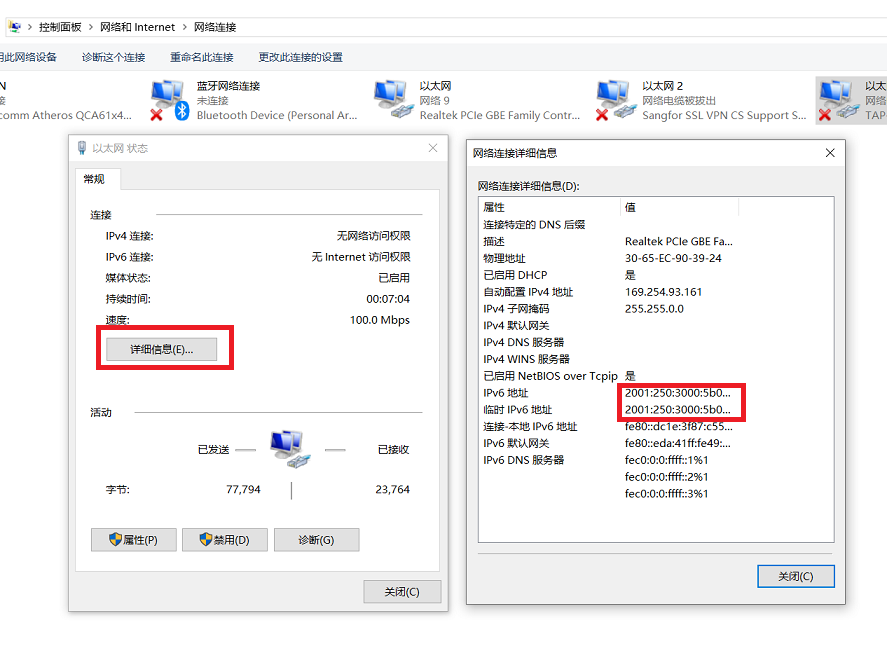 控制面板 > 网络和 Internet > 网络连接
用此网络设备 诊断这个连接 重命名此连接 更改此连接的设置
N
comm Atheros QCA61x4...
蓝牙网络连接
未连接
Bluetooth Device (Personal Ar...
以太网
网络 9
Realtek PCIe GBE Family Contr...
以太网 2
网络电缆被拔出
Sangfor SSL VPN CS Support S...
以太
网络
TAP
以太网 状态
常规
连接
IPv4 连接: 无网络访问权限
IPv6 连接: 无 Internet 访问权限
媒体状态: 已启用
持续时间: 00:07:04
速度: 100.0 Mbps
详细信息(E)...
活动
已发送 已接收
字节: 77,794 23,764
属性(P) 禁用(D) 诊断(G)
关闭(C)
网络连接详细信息
网络连接详细信息(D):
属性 值
连接特定的 DNS 后缀
描述 Realtek PCIe GBE Fa...
物理地址 30-65-EC-90-39-24
已启用 DHCP 是
自动配置 IPv4 地址 169.254.93.161
IPv4 子网掩码 255.255.0.0
IPv4 默认网关
IPv4 DNS 服务器
IPv4 WINS 服务器
已启用 NetBIOS over Tcpip 是
IPv6 地址 2001:250:3000:5b0...
临时 IPv6 地址 2001:250:3000:5b0...
连接-本地 IPv6 地址 fe80::dc1e:3f87:c55...
IPv6 默认网关 fe80::eda:41ff:fe49:...
IPv6 DNS 服务器 fec0:0:0:ffff::1%1
fec0:0:0:ffff::2%1
fec0:0:0:ffff::3%1
关闭(C)